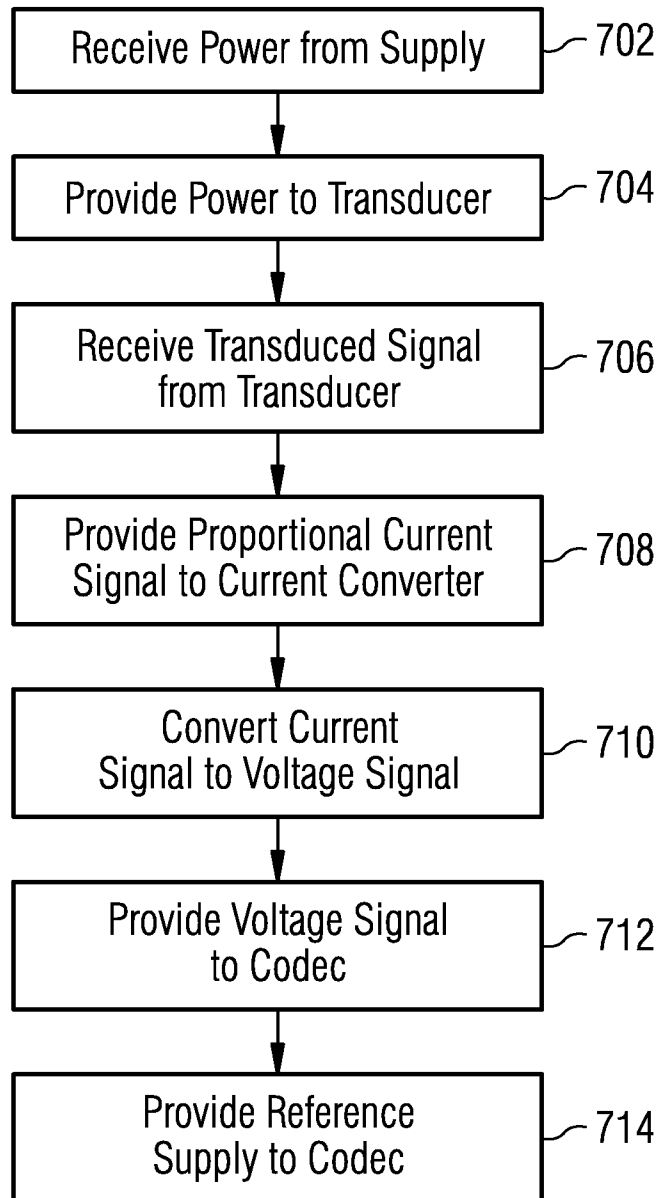 Receive Power from Supply
702
Provide Power to Transducer
704
Receive Transduced Signal
from Transducer
706
Provide Proportional Current
Signal to Current Converter
708
Convert Current
Signal to Voltage Signal
710
Provide Voltage Signal
to Codec
712
Provide Reference
Supply to Codec
714